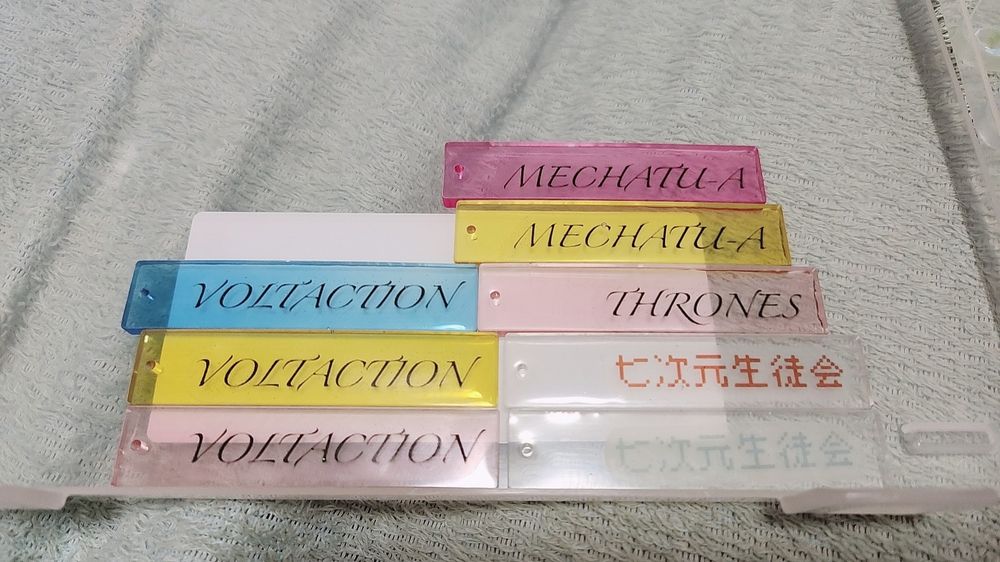 MECHATU-A
MECHATU-A
VOLTACTION
THRONES
VOLTACTION
七次元生徒会
VOLTACTION
七次元生徒会